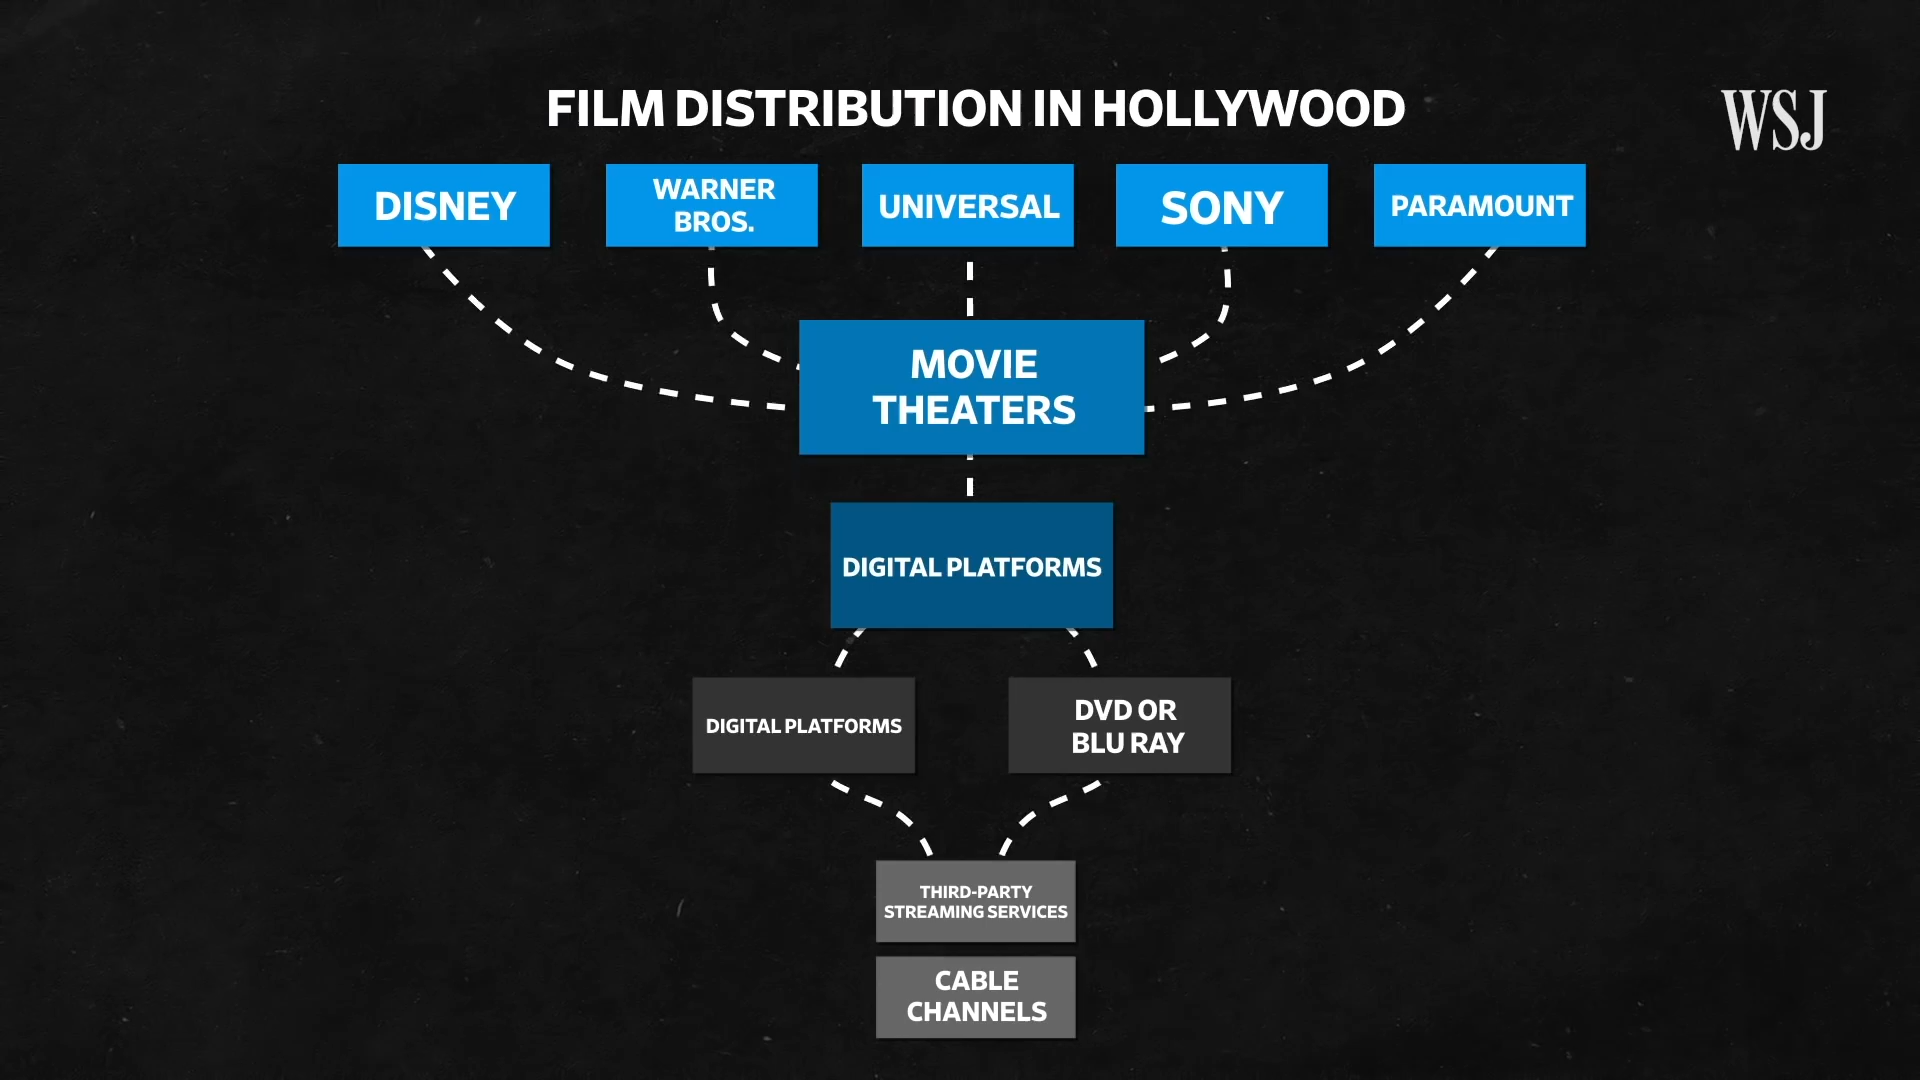 FILM DISTRIBUTION IN HOLLYWOOD
WSJ
DISNEY
WARNER
BROS.
UNIVERSAL
SONY
PARAMOUNT
MOVIE
THEATERS
DIGITAL PLATFORMS
DIGITAL PLATFORMS
DVD OR
BLU RAY
THIRD-PARTY
STREAMING SERVICES
CABLE
CHANNELS